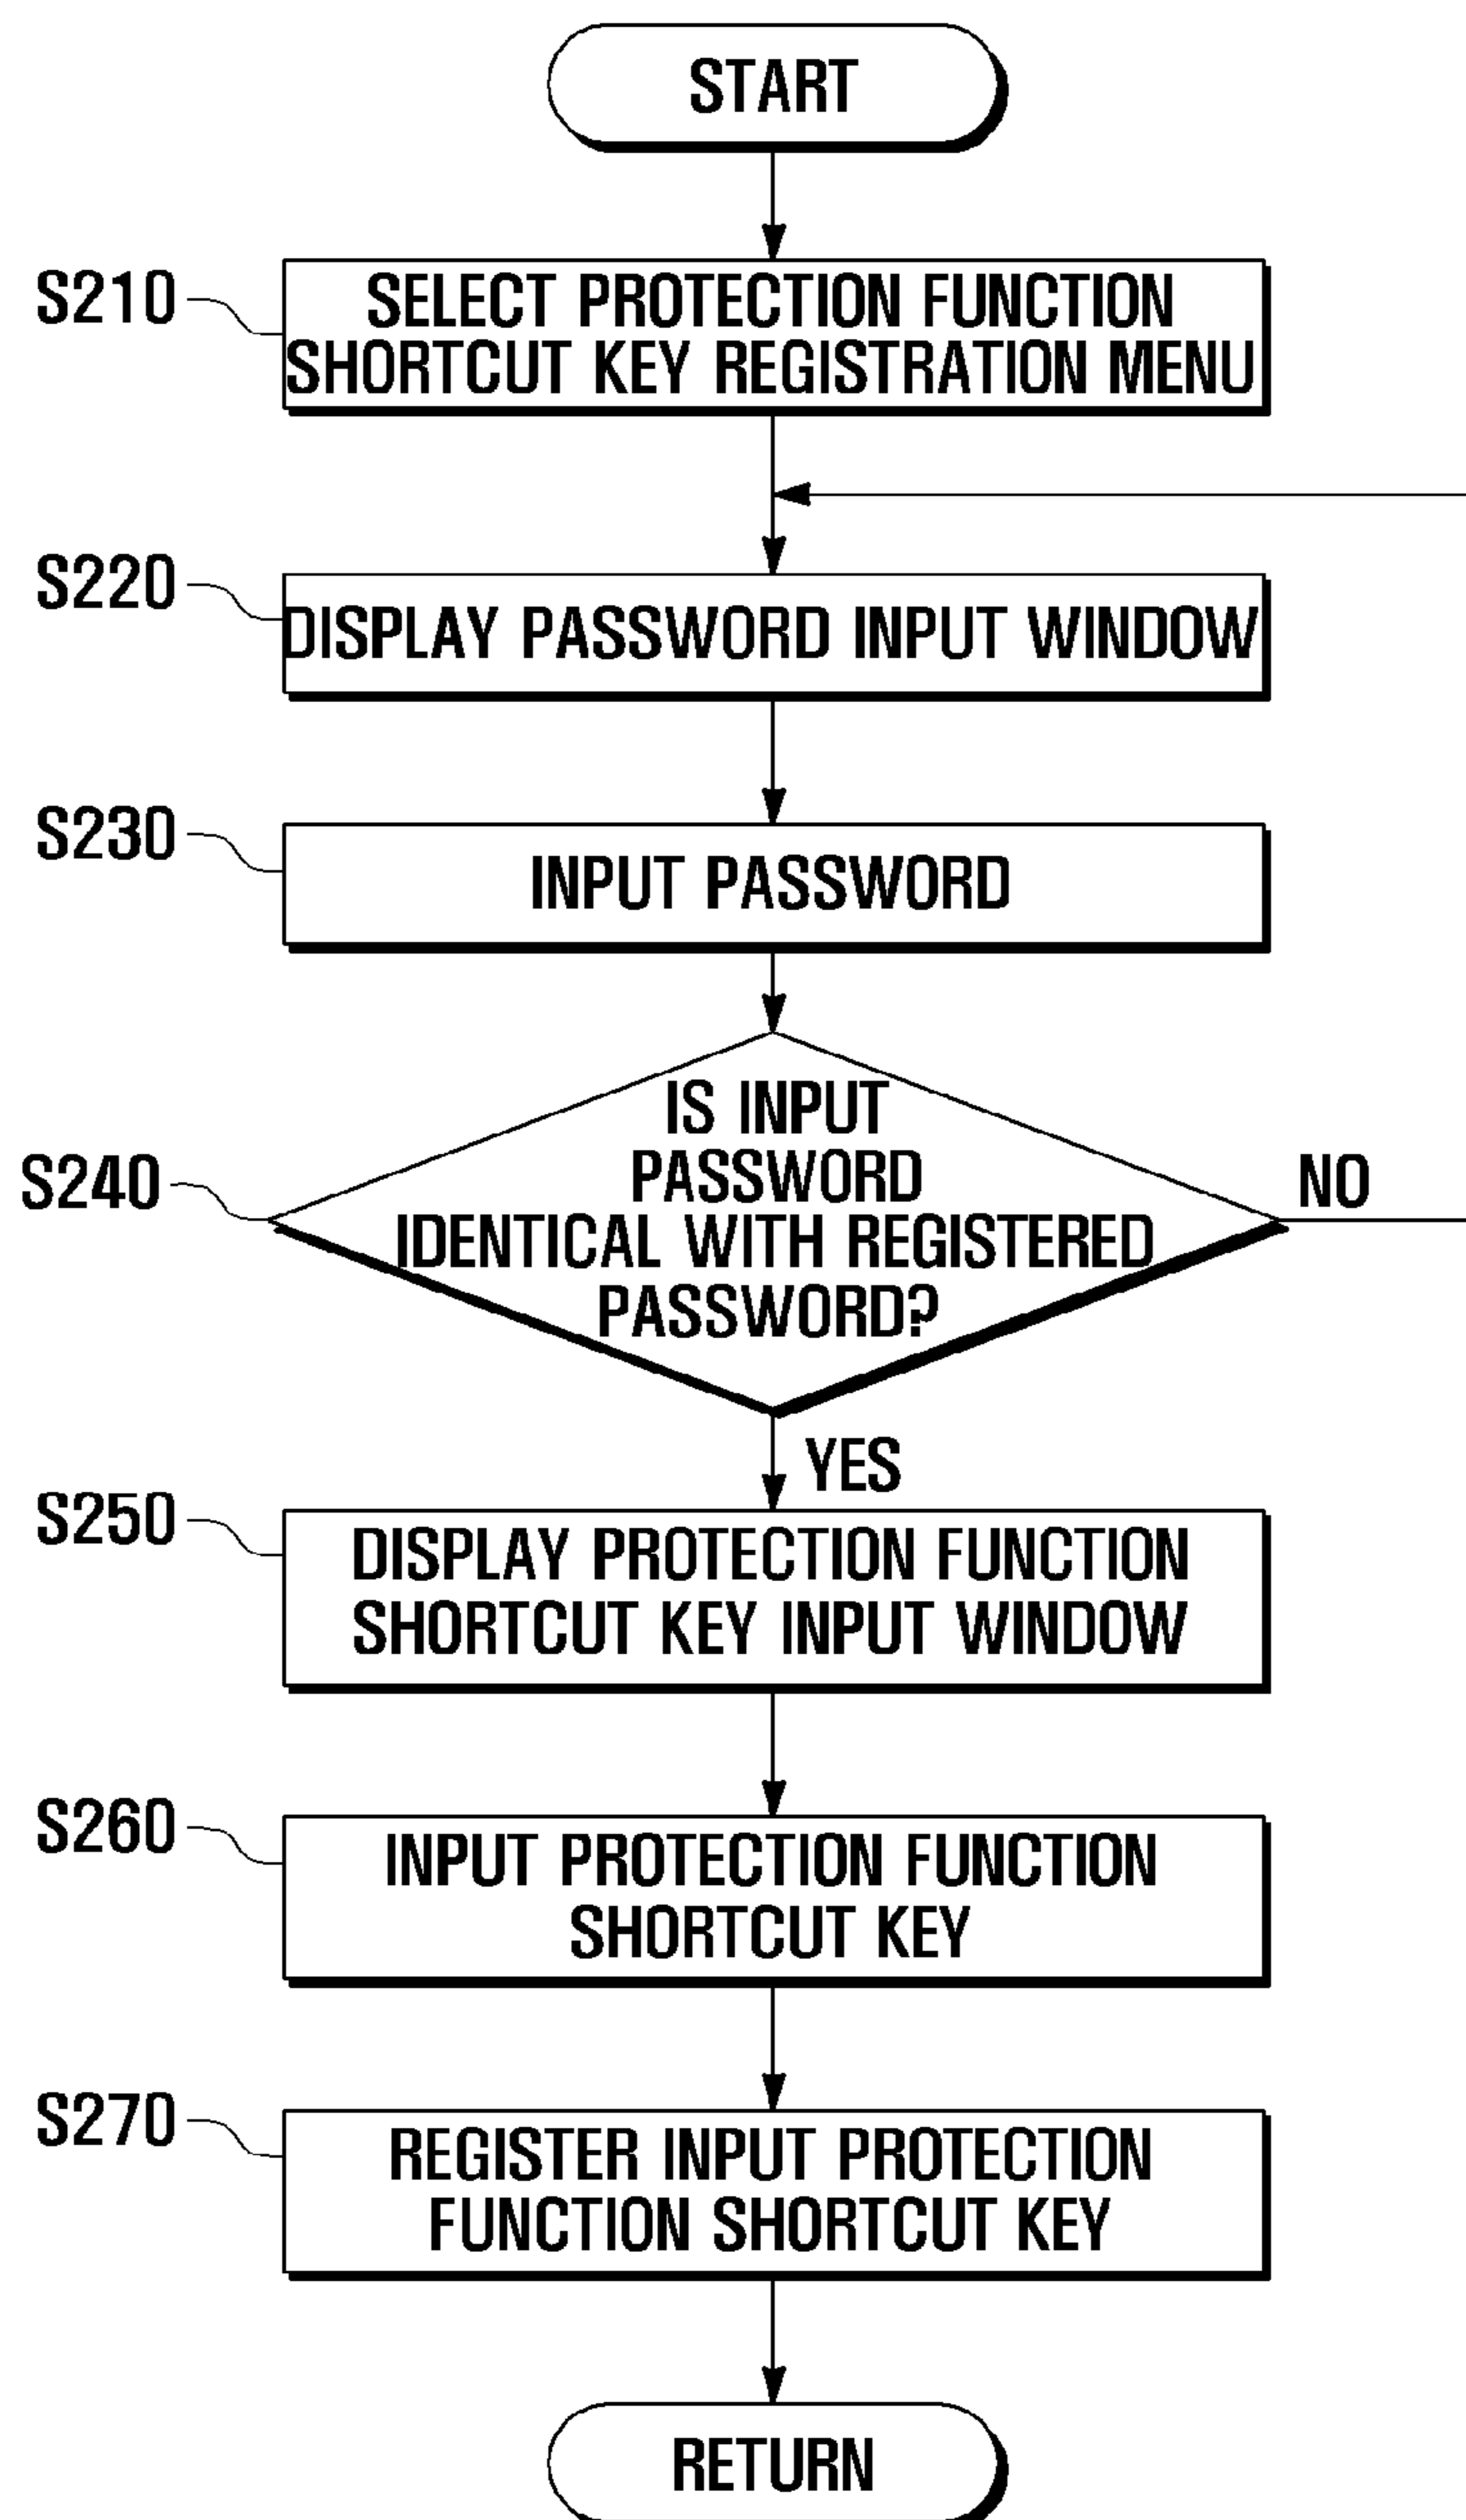 START
S210
SELECT PROTECTION FUNCTION
SHORTCUT KEY REGISTRATION MENU
S220
DISPLAY PASSWORD INPUT WINDOW
S230
INPUT PASSWORD
S240
IS INPUT
PASSWORD
IDENTICAL WITH REGISTERED
PASSWORD?
NO
YES
S250
DISPLAY PROTECTION FUNCTION
SHORTCUT KEY INPUT WINDOW
S260
INPUT PROTECTION FUNCTION
SHORTCUT KEY
S270
REGISTER INPUT PROTECTION
FUNCTION SHORTCUT KEY
RETURN